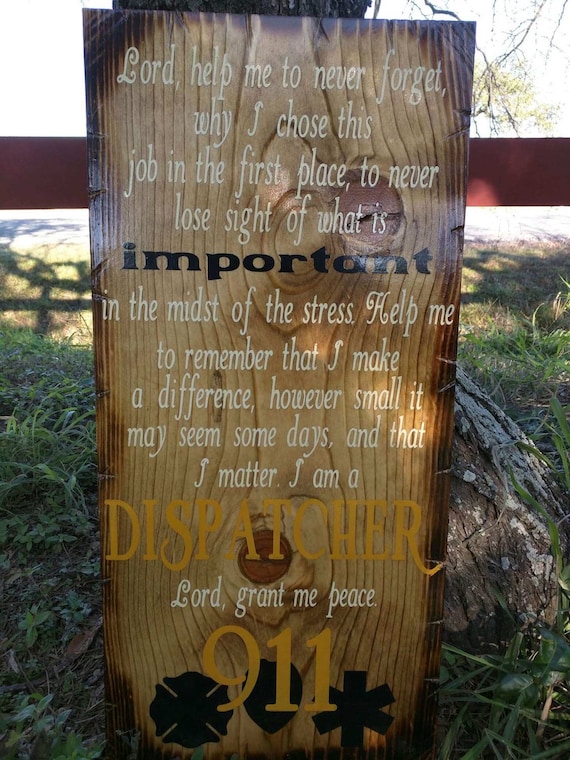 Lord, help me to never forget,
why I chose this
job in the first place, to never
lose sight of what is
important
in the midst of the stress. Help me
to remember that I make
a difference, however small it
may seem some days, and that
I matter. I am a
DISPATCHER
Lord, grant me peace.
911